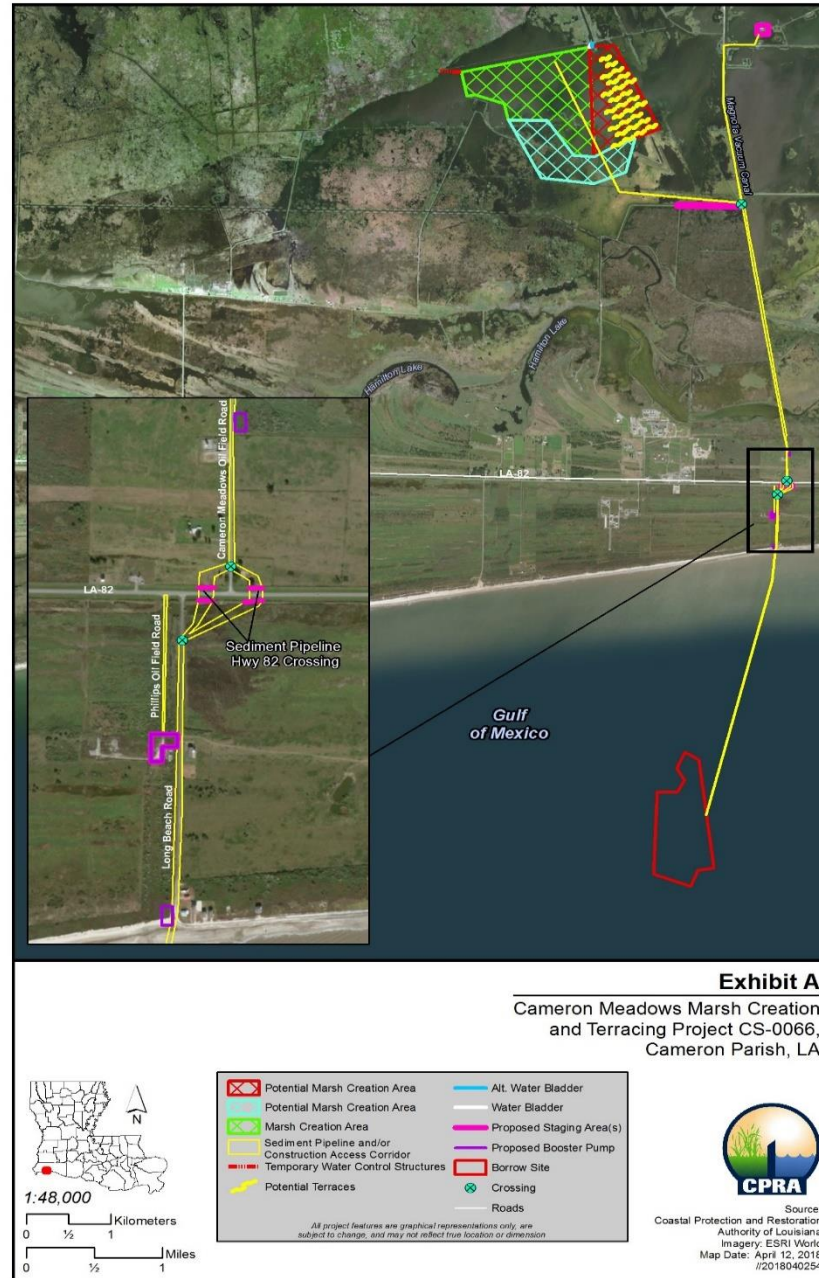 Magnolia Vacuum Canal
Hamilton Lake
Hamilton Lake
LA-82
Cameron Meadows Oil Field Road
LA-82
Sediment Pipeline
Hwy 82 Crossing
Phillips Oil Field Road
Long Beach Road
Gulf
of Mexico
Exhibit A
Cameron Meadows Marsh Creation
and Terracing Project CS-0066,
Cameron Parish, LA
N
1:48,000
Kilometers
0 ½ 1
Miles
0 ½ 1
Potential Marsh Creation Area
Potential Marsh Creation Area
Marsh Creation Area
Sediment Pipeline and/or
Construction Access Corridor
Temporary Water Control Structures
Potential Terraces
Alt. Water Bladder
Water Bladder
Proposed Staging Area(s)
Proposed Booster Pump
Borrow Site
Crossing
Roads
All project features are graphical representations only, are
subject to change, and may not reflect true location or dimension
CPRA
Source:
Coastal Protection and Restoration
Authority of Louisiana
Imagery: ESRI World
Map Date: April 12, 2018
//2018040254